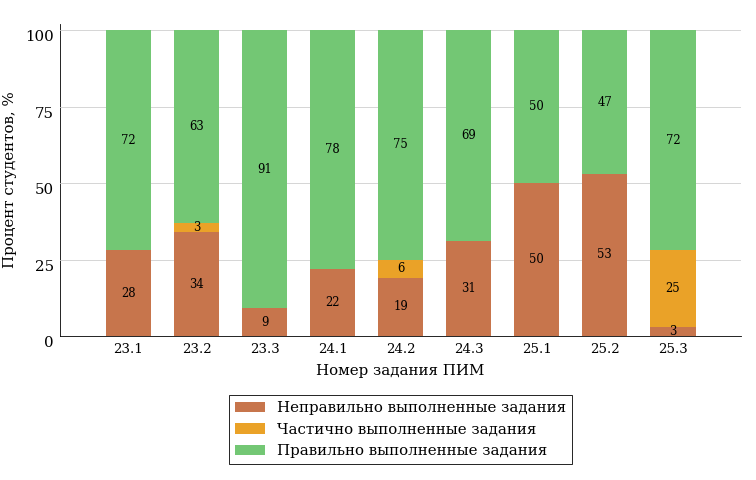 100
75
50
25
0
Процент студентов, %
72 63 91 78 75 69 50 47 72
3 6 25
28 34 9 22 19 31 50 53 3
23.1 23.2 23.3 24.1 24.2 24.3 25.1 25.2 25.3
Номер задания ПИМ
Неправильно выполненные задания
Частично выполненные задания
Правильно выполненные задания